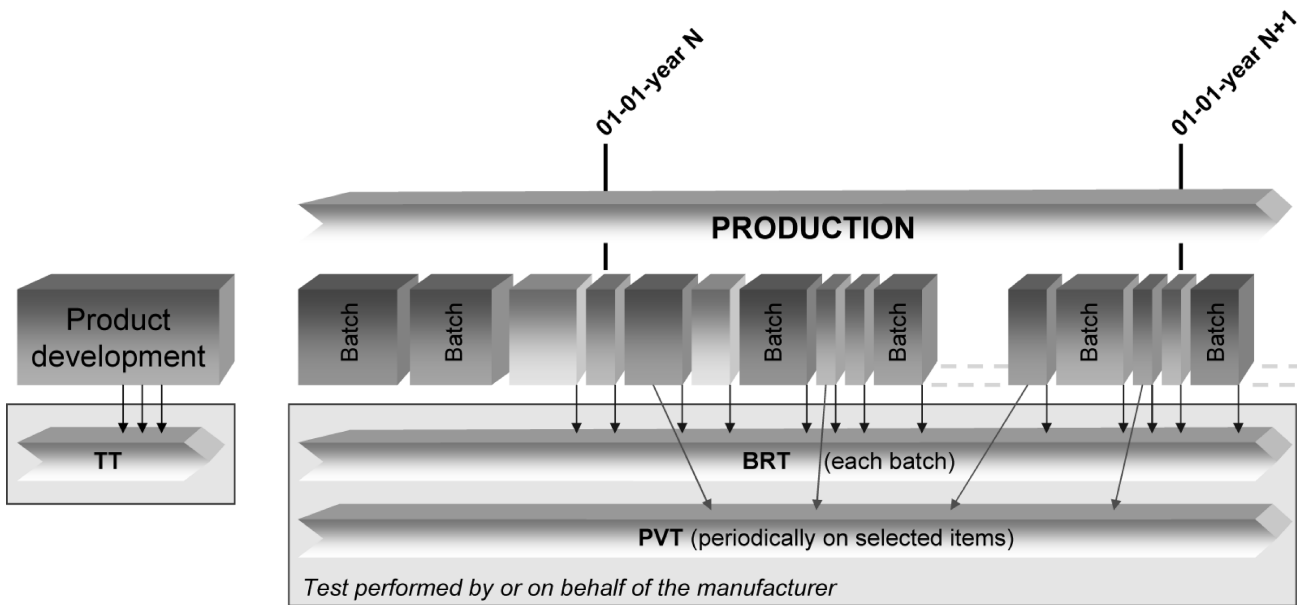 01-01-year N
01-01-year N+1
PRODUCTION
Product
development
Batch
Batch
Batch
Batch
Batch
Batch
TT
BRT (each batch)
PVT (periodically on selected items)
Test performed by or on behalf of the manufacturer